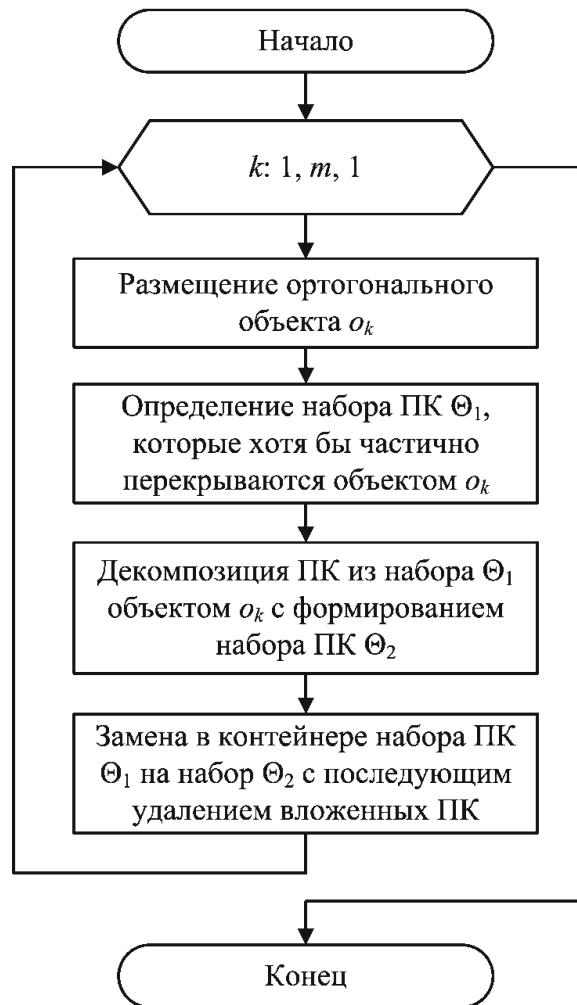 Начало
k: 1, m, 1
Размещение ортогонального
объекта oₖ
Определение набора ПК Θ₁,
которые хотя бы частично
перекрываются объектом oₖ
Декомпозиция ПК из набора Θ₁
объектом oₖ с формированием
набора ПК Θ₂
Замена в контейнере набора ПК
Θ₁ на набор Θ₂ с последующим
удалением вложенных ПК
Конец